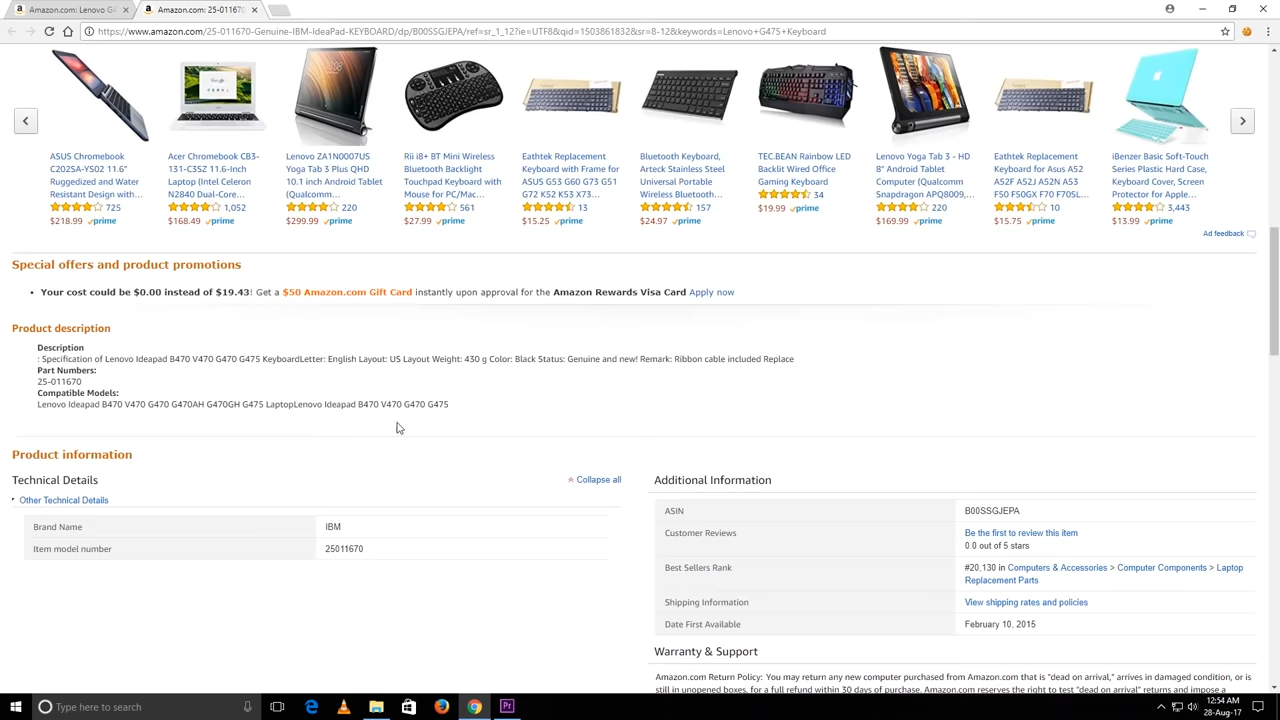 Amazon.com: Lenovo G4
Amazon.com: 25-011670
https://www.amazon.com/25-011670-Genuine-IBM-IdeaPad-KEYBOARD/dp/B00SSGJEPA/ref=sr_1_12?ie=UTF8&qid=1503861832&sr=8-12&keywords=Lenovo+G475+Keyboard
ASUS Chromebook
C202SA-YS02 11.6"
Ruggedized and Water
Resistant Design with...
725
$218.99 prime
Acer Chromebook CB3-
131-C3SZ 11.6-Inch
Laptop (Intel Celeron
N2840 Dual-Core...
1,052
$168.49 prime
Lenovo ZA1N0007US
Yoga Tab 3 Plus QHD
10.1 inch Android Tablet
(Qualcomm...
220
$299.99 prime
Rii i8+ BT Mini Wireless
Bluetooth Backlight
Touchpad Keyboard with
Mouse for PC/Mac...
561
$27.99 prime
Eathtek Replacement
Keyboard with Frame for
ASUS G53 G60 G73 G51
G72 K52 K53 X73...
13
$15.25 prime
Bluetooth Keyboard,
Arteck Stainless Steel
Universal Portable
Wireless Bluetooth...
157
$24.97 prime
TEC.BEAN Rainbow LED
Backlit Wired Office
Gaming Keyboard
34
$19.99 prime
Lenovo Yoga Tab 3 - HD
8" Android Tablet
Computer (Qualcomm
Snapdragon APQ8009,...
220
$169.99 prime
Eathtek Replacement
Keyboard for Asus A52
A52F A52J A52N A53
F50 F50GX F70 F70SL...
10
$15.75 prime
iBenzer Basic Soft-Touch
Series Plastic Hard Case,
Keyboard Cover, Screen
Protector for Apple...
3,443
$13.99 prime
Ad feedback
Special offers and product promotions
• Your cost could be $0.00 instead of $19.43! Get a $50 Amazon.com Gift Card instantly upon approval for the Amazon Rewards Visa Card Apply now
Product description
Description
: Specification of Lenovo Ideapad B470 V470 G470 G475 KeyboardLetter: English Layout: US Layout Weight: 430 g Color: Black Status: Genuine and new! Remark: Ribbon cable included Replace
Part Numbers:
25-011670
Compatible Models:
Lenovo Ideapad B470 V470 G470 G470AH G470GH G475 LaptopLenovo Ideapad B470 V470 G470 G475
Product information
Technical Details
Collapse all
Other Technical Details
Brand Name IBM
Item model number 25011670
Additional Information
ASIN B00SSGJEPA
Customer Reviews Be the first to review this item
0.0 out of 5 stars
Best Sellers Rank #20,130 in Computers & Accessories > Computer Components > Laptop
Replacement Parts
Shipping Information View shipping rates and policies
Date First Available February 10, 2015
Warranty & Support
Amazon.com Return Policy: You may return any new computer purchased from Amazon.com that is "dead on arrival," arrives in damaged condition, or is
still in unopened boxes, for a full refund within 30 days of purchase. Amazon.com reserves the right to test "dead on arrival" returns and impose a
Type here to search
Pr
12:54 AM
28-Aug-17